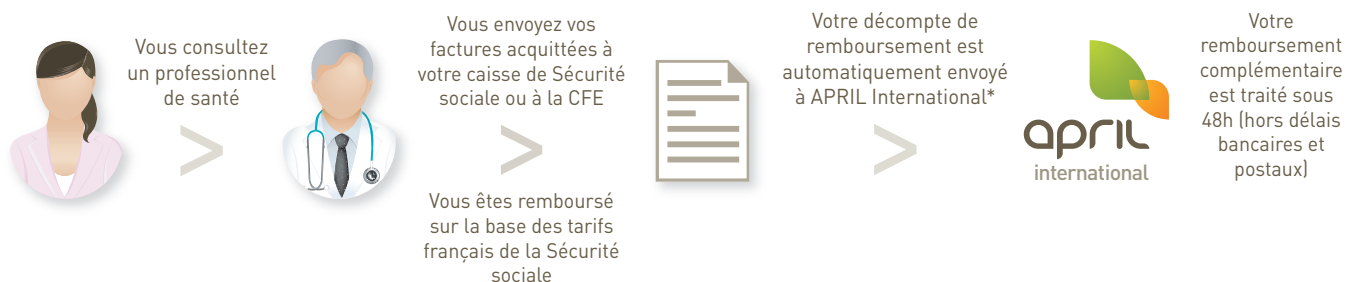 Vous consultez
un professionnel
de santé
>
Vous envoyez vos
factures acquittées à
votre caisse de Sécurité
sociale ou à la CFE
>
Vous êtes remboursé
sur la base des tarifs
français de la Sécurité
sociale
Votre décompte de
remboursement est
automatiquement envoyé
à APRIL International*
>
april
international
Votre
remboursement
complémentaire
est traité sous
48h (hors délais
bancaires et
postaux)